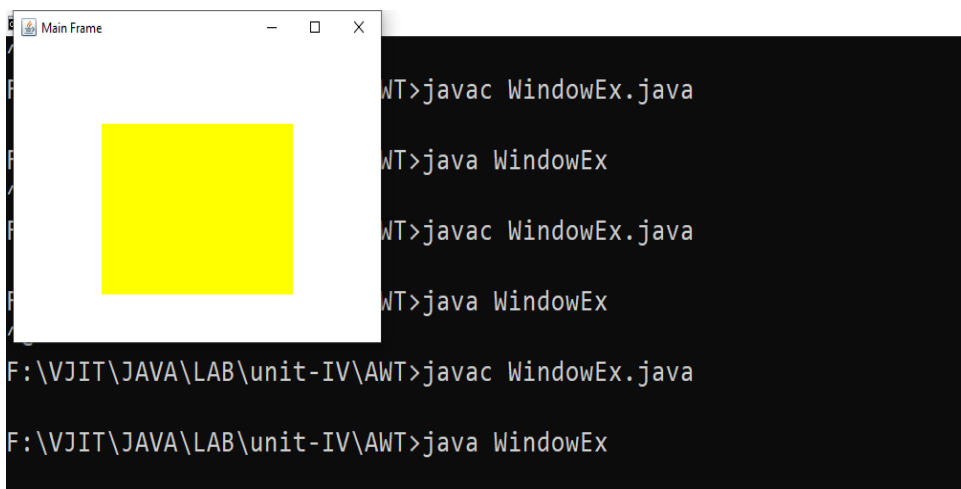 Main Frame
WT>javac WindowEx.java
WT>java WindowEx
WT>javac WindowEx.java
WT>java WindowEx
F:\VJIT\JAVA\LAB\unit-IV\AWT>javac WindowEx.java
F:\VJIT\JAVA\LAB\unit-IV\AWT>java WindowEx